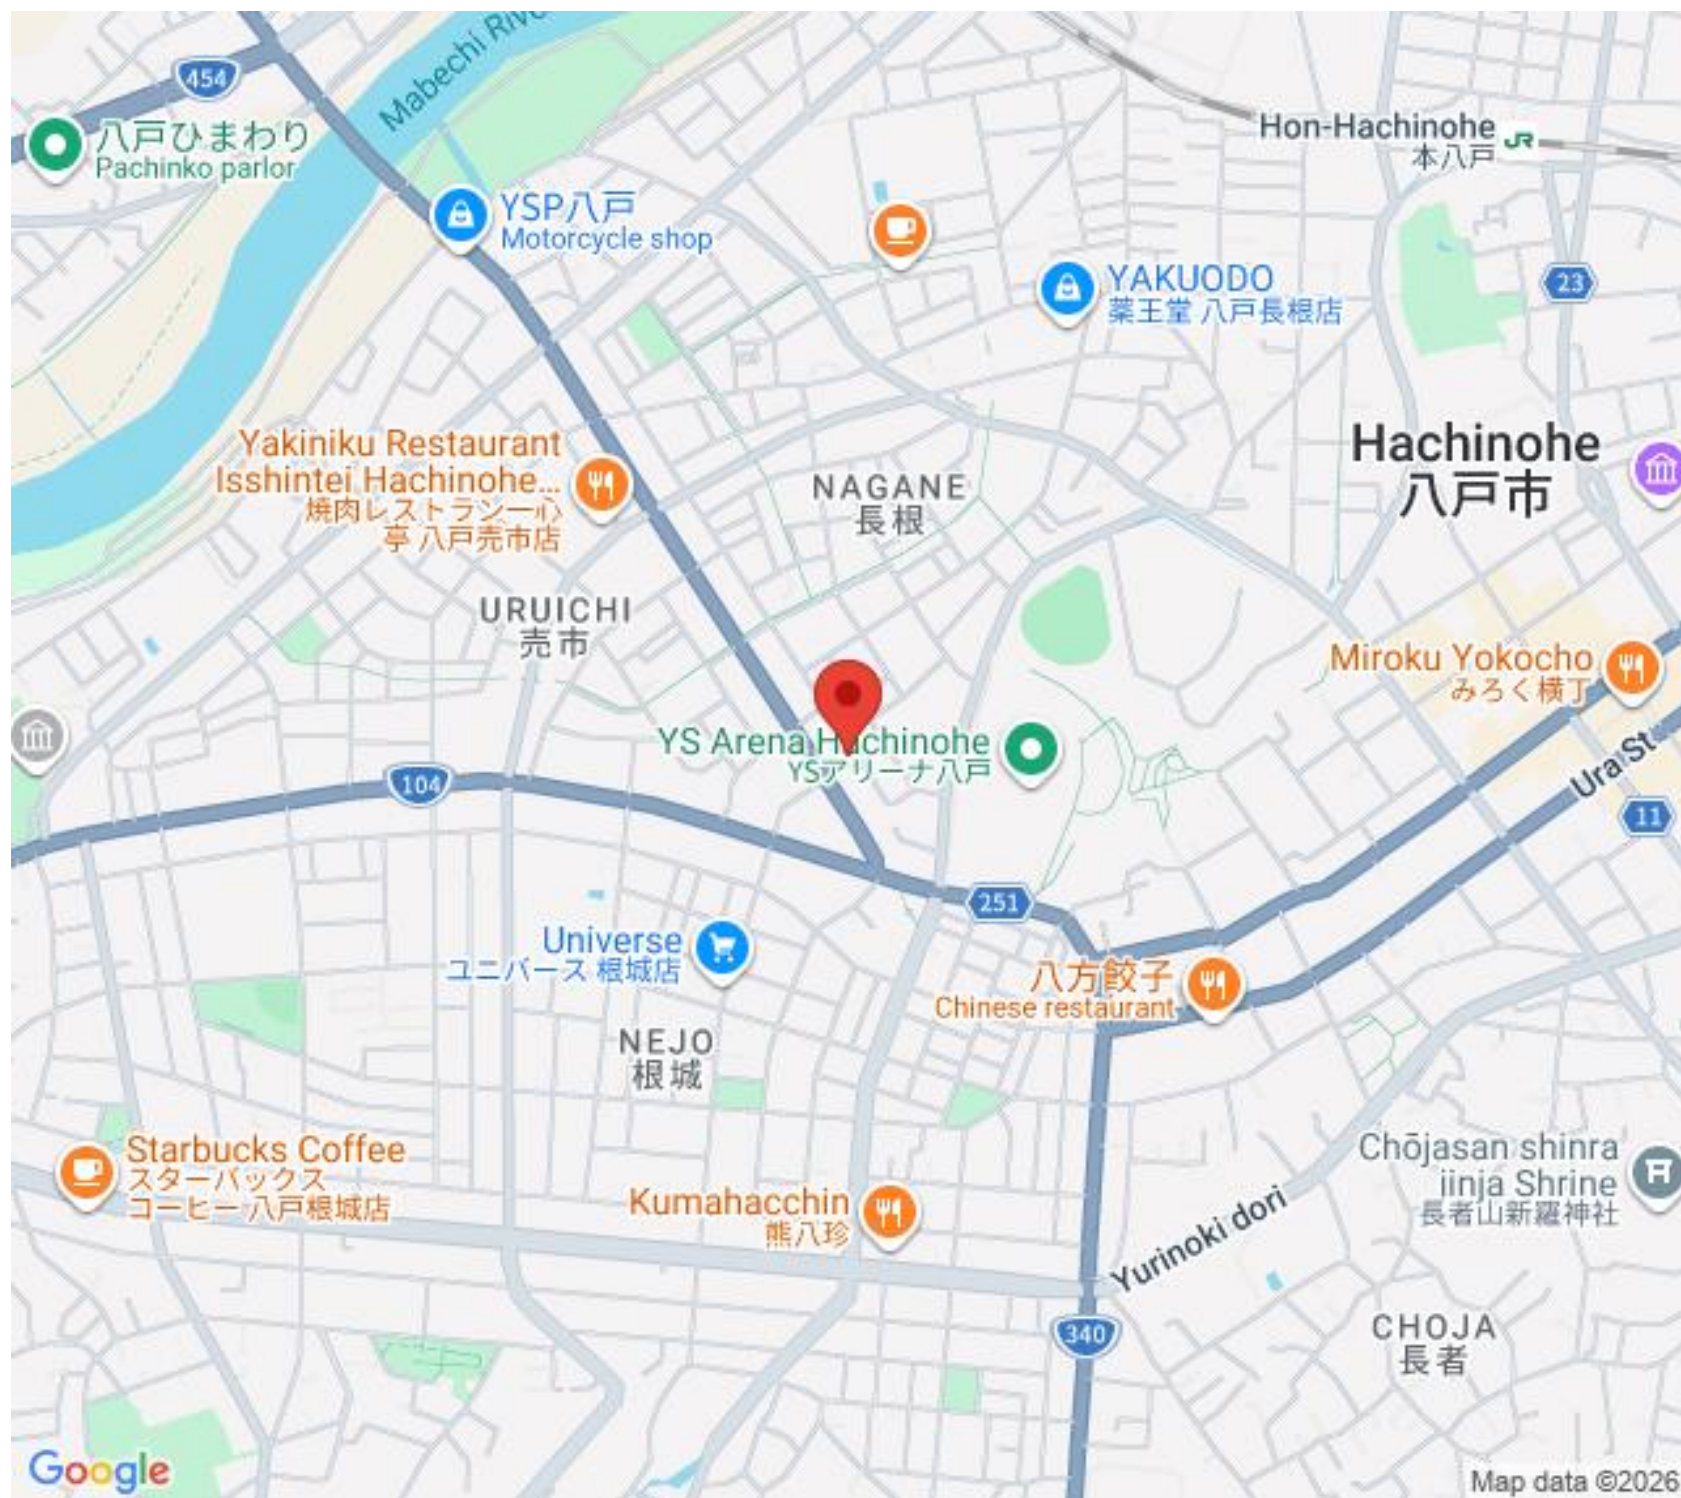 Mabechi River
454
八戸ひまわり
Pachinko parlor
Hon-Hachinohe
本八戸
JR
YSP八戸
Motorcycle shop
YAKUODO
薬王堂 八戸長根店
23
Hachinohe
八戸市
Yakiniku Restaurant
Isshintei Hachinohe...
焼肉レストラン一心
亭 八戸売市店
NAGANE
長根
URUICHI
売市
Miroku Yokocho
みろく横丁
YS Arena Hachinohe
YSアリーナ八戸
104
Ura St
11
251
Universe
ユニバース 根城店
八方餃子
Chinese restaurant
NEJO
根城
Starbucks Coffee
スターバックス
コーヒー 八戸根城店
Kumahacchin
熊八珍
Chōjasan shinra
jinja Shrine
長者山新羅神社
Yurinoki dori
340
CHOJA
長者
Google
Map data ©2026